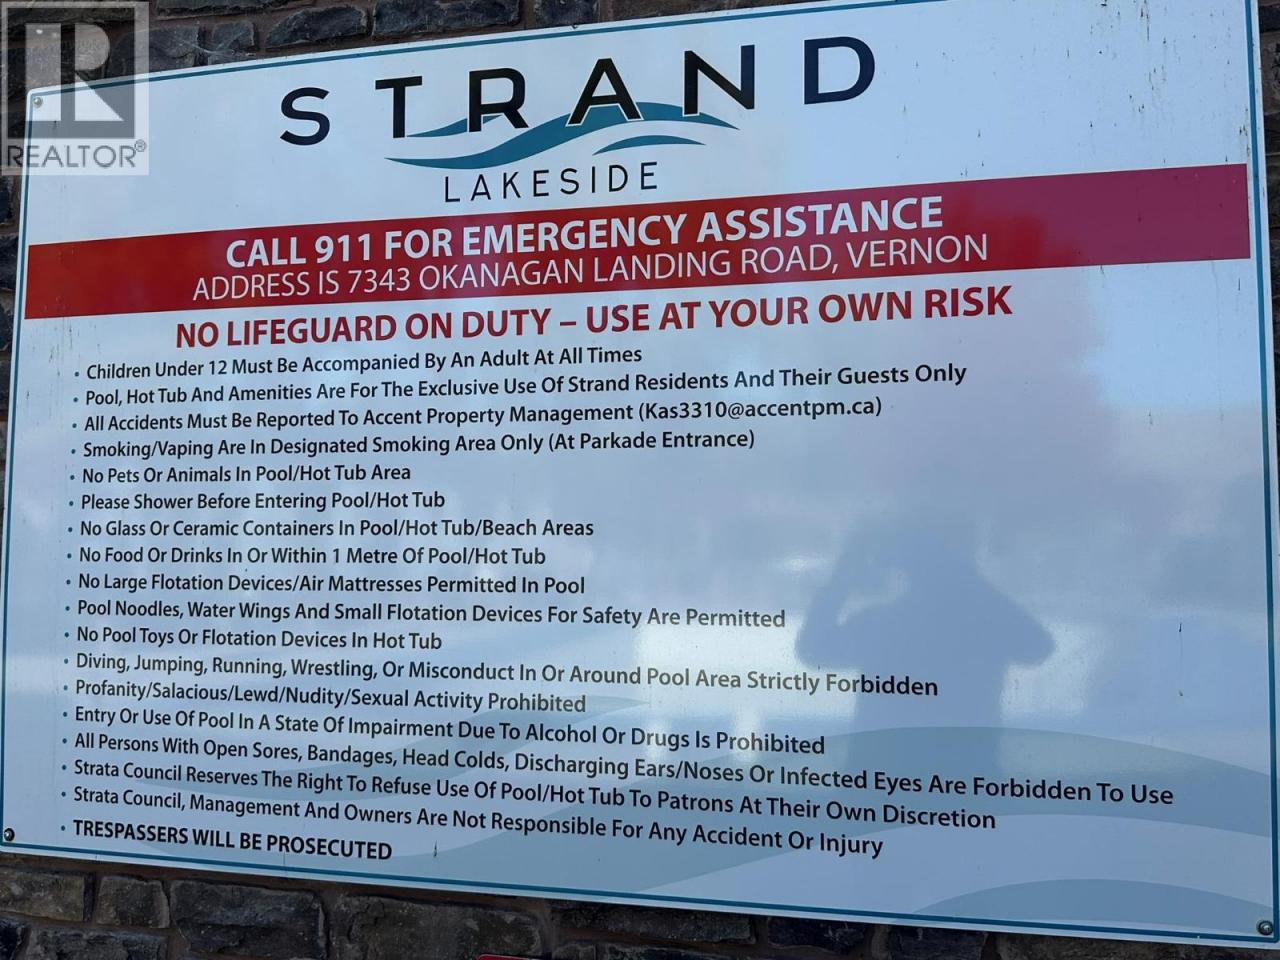 R
REALTOR®
STRAND
LAKESIDE
CALL 911 FOR EMERGENCY ASSISTANCE
ADDRESS IS 7343 OKANAGAN LANDING ROAD, VERNON
NO LIFEGUARD ON DUTY – USE AT YOUR OWN RISK
• Children Under 12 Must Be Accompanied By An Adult At All Times
• Pool, Hot Tub And Amenities Are For The Exclusive Use Of Strand Residents And Their Guests Only
• All Accidents Must Be Reported To Accent Property Management (Kas3310@accentpm.ca)
• Smoking/Vaping Are In Designated Smoking Area Only (At Parkade Entrance)
• No Pets Or Animals In Pool/Hot Tub Area
• Please Shower Before Entering Pool/Hot Tub
• No Glass Or Ceramic Containers In Pool/Hot Tub/Beach Areas
• No Food Or Drinks In Or Within 1 Metre Of Pool/Hot Tub
• No Large Flotation Devices/Air Mattresses Permitted In Pool
• Pool Noodles, Water Wings And Small Flotation Devices For Safety Are Permitted
• No Pool Toys Or Flotation Devices In Hot Tub
• Diving, Jumping, Running, Wrestling, Or Misconduct In Or Around Pool Area Strictly Forbidden
• Profanity/Salacious/Lewd/Nudity/Sexual Activity Prohibited
• Entry Or Use Of Pool In A State Of Impairment Due To Alcohol Or Drugs Is Prohibited
• All Persons With Open Sores, Bandages, Head Colds, Discharging Ears/Noses Or Infected Eyes Are Forbidden To Use
• Strata Council Reserves The Right To Refuse Use Of Pool/Hot Tub To Patrons At Their Own Discretion
• Strata Council, Management And Owners Are Not Responsible For Any Accident Or Injury
• TRESPASSERS WILL BE PROSECUTED